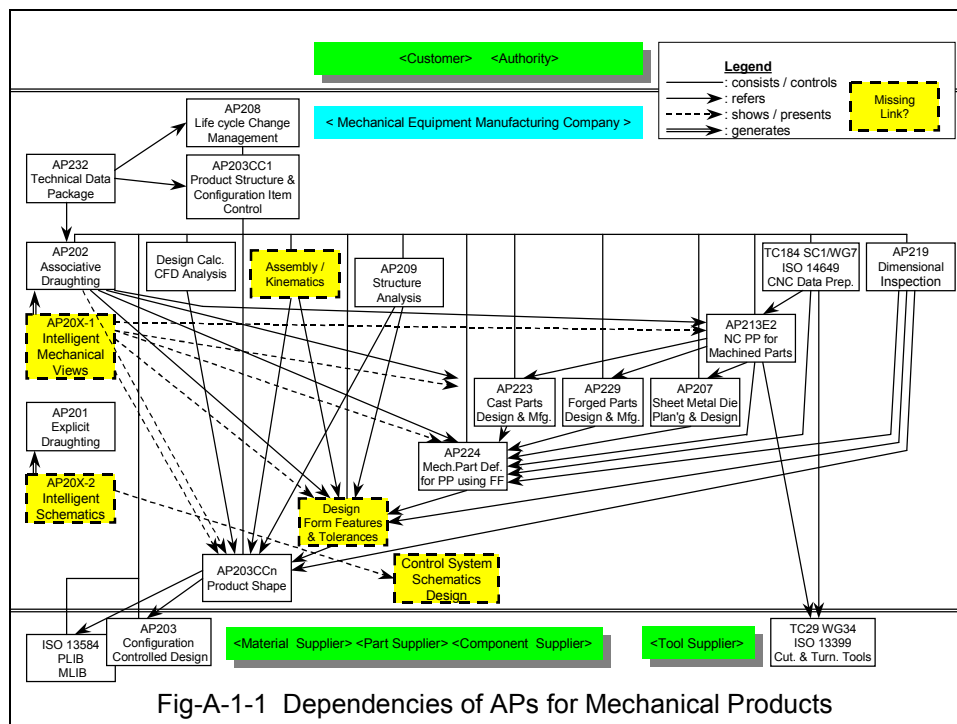 <Customer> <Authority>
Legend
: consists / controls
: refers
: shows / presents
: generates
Missing
Link?
AP208
Life cycle Change
Management
< Mechanical Equipment Manufacturing Company >
AP232
Technical Data
Package
AP203CC1
Product Structure &
Configuration Item
Control
AP202
Associative
Draughting
Design Calc.
CFD Analysis
Assembly /
Kinematics
AP209
Structure
Analysis
TC184 SC1/WG7
ISO 14649
CNC Data Prep.
AP219
Dimensional
Inspection
AP20X-1
Intelligent
Mechanical
Views
AP213E2
NC PP for
Machined Parts
AP223
Cast Parts
Design & Mfg.
AP229
Forged Parts
Design & Mfg.
AP207
Sheet Metal Die
Plan'g & Design
AP201
Explicit
Draughting
AP224
Mech.Part Def.
for PP using FF
AP20X-2
Intelligent
Schematics
Design
Form Features
& Tolerances
AP203CCn
Product Shape
Control System
Schematics
Design
ISO 13584
PLIB
MLIB
AP203
Configuration
Controlled Design
<Material Supplier> <Part Supplier> <Component Supplier>
<Tool Supplier>
TC29 WG34
ISO 13399
Cut. & Turn. Tools
Fig-A-1-1 Dependencies of APs for Mechanical Products